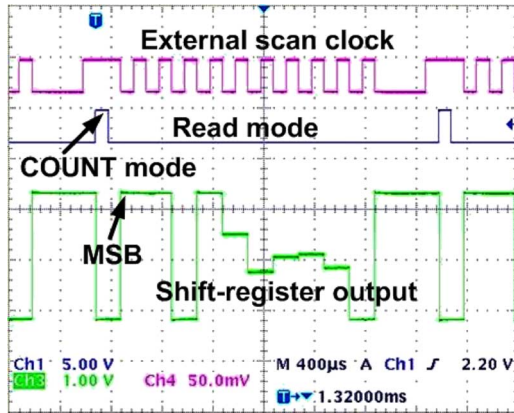 T
External scan clock
Read mode
COUNT mode
MSB
Shift-register output
Ch1 5.00 V M 400µs A Ch1 ∫ 2.20 V
Ch3 1.00 V Ch4 50.0mV
T→▼ 1.32000ms